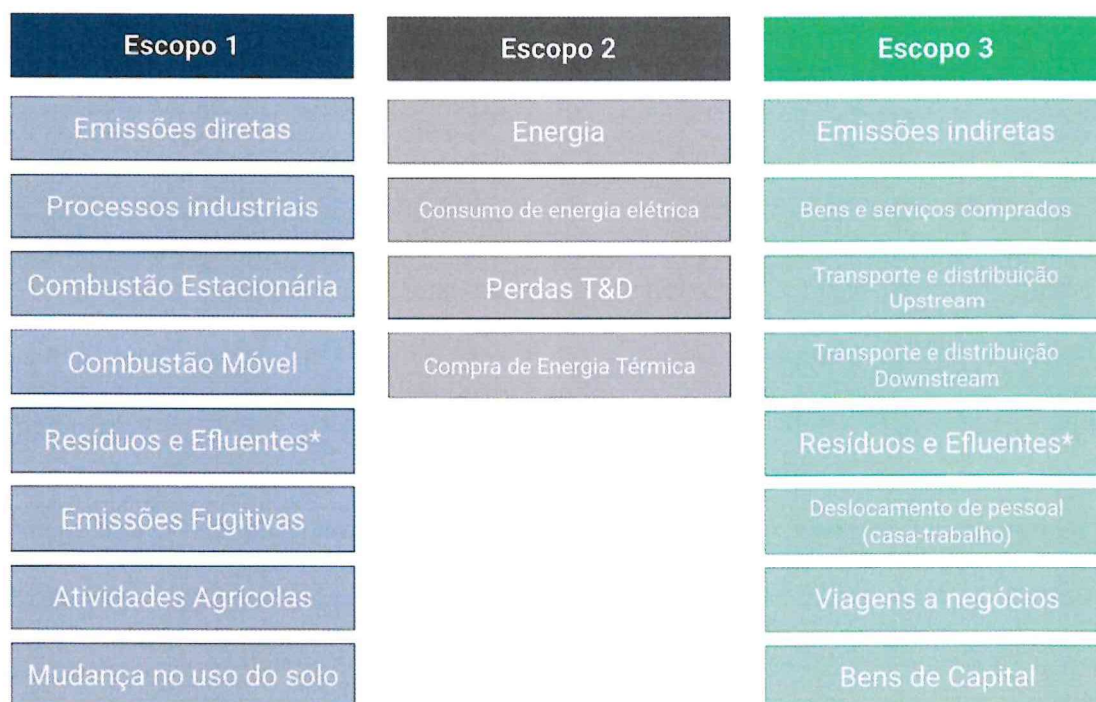 Escopo 1
Emissões diretas
Processos industriais
Combustão Estacionária
Combustão Móvel
Resíduos e Efluentes*
Emissões Fugitivas
Atividades Agrícolas
Mudança no uso do solo
Escopo 2
Energia
Consumo de energia elétrica
Perdas T&D
Compra de Energia Térmica
Escopo 3
Emissões indiretas
Bens e serviços comprados
Transporte e distribuição
Upstream
Transporte e distribuição
Downstream
Resíduos e Efluentes*
Deslocamento de pessoal
(casa-trabalho)
Viagens a negócios
Bens de Capital